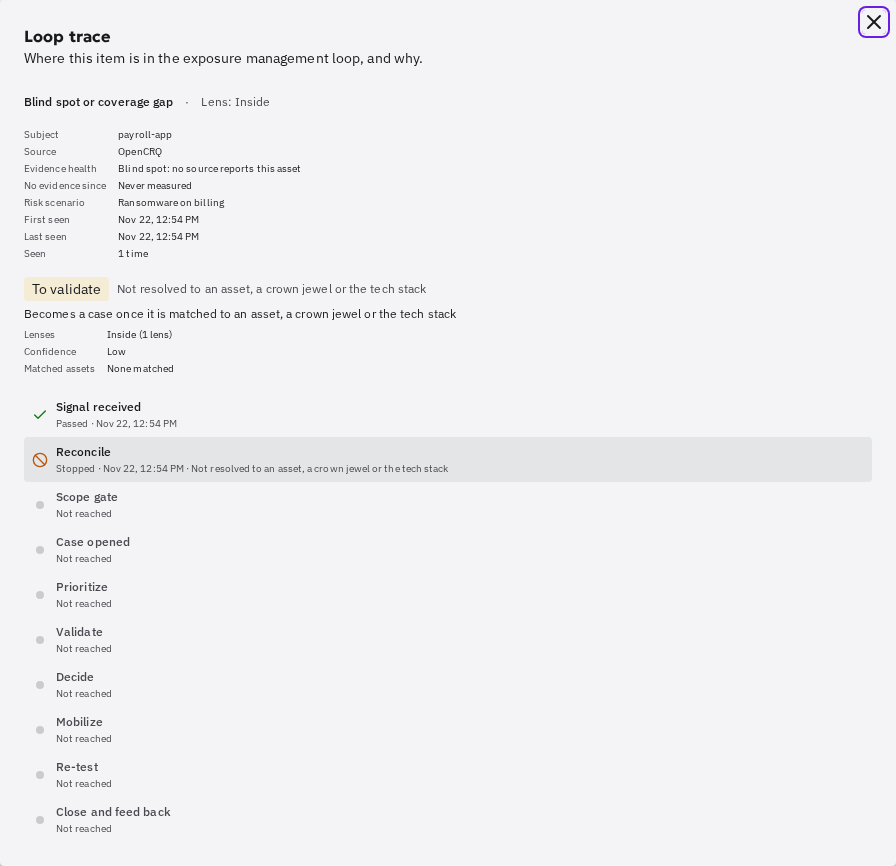 Loop trace
Where this item is in the exposure management loop, and why.
Blind spot or coverage gap · Lens: Inside
Subject payroll-app
Source OpenCRQ
Evidence health Blind spot: no source reports this asset
No evidence since Never measured
Risk scenario Ransomware on billing
First seen Nov 22, 12:54 PM
Last seen Nov 22, 12:54 PM
Seen 1 time
To validate Not resolved to an asset, a crown jewel or the tech stack
Becomes a case once it is matched to an asset, a crown jewel or the tech stack
Lenses Inside (1 lens)
Confidence Low
Matched assets None matched
Signal received
Passed · Nov 22, 12:54 PM
Reconcile
Stopped · Nov 22, 12:54 PM · Not resolved to an asset, a crown jewel or the tech stack
Scope gate
Not reached
Case opened
Not reached
Prioritize
Not reached
Validate
Not reached
Decide
Not reached
Mobilize
Not reached
Re-test
Not reached
Close and feed back
Not reached